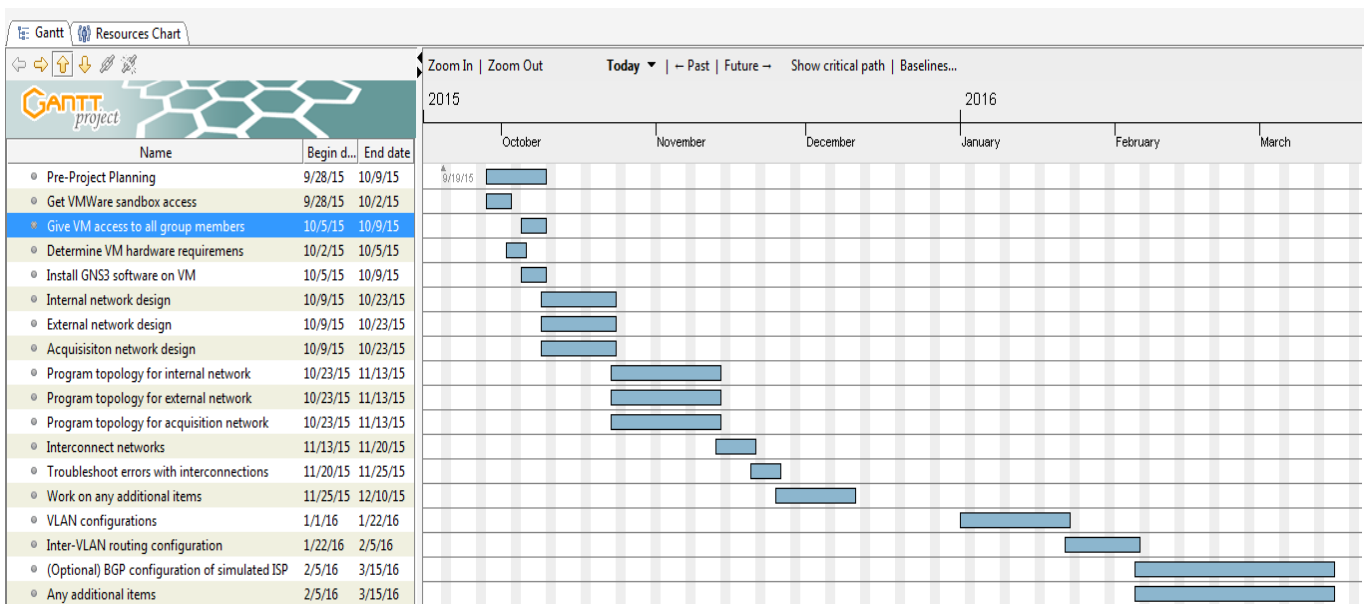 Gantt Resources Chart
Zoom In | Zoom Out Today ▼ | ←Past | Future→ Show critical path | Baselines...
GANTT project
2015 2016
October November December January February March
Name Begin d... End date
9/19/15
Pre-Project Planning 9/28/15 10/9/15
Get VMWare sandbox access 9/28/15 10/2/15
Give VM access to all group members 10/5/15 10/9/15
Determine VM hardware requiremens 10/2/15 10/5/15
Install GNS3 software on VM 10/5/15 10/9/15
Internal network design 10/9/15 10/23/15
External network design 10/9/15 10/23/15
Acquisisiton network design 10/9/15 10/23/15
Program topology for internal network 10/23/15 11/13/15
Program topology for external network 10/23/15 11/13/15
Program topology for acquisition network 10/23/15 11/13/15
Interconnect networks 11/13/15 11/20/15
Troubleshoot errors with interconnections 11/20/15 11/25/15
Work on any additional items 11/25/15 12/10/15
VLAN configurations 1/1/16 1/22/16
Inter-VLAN routing configuration 1/22/16 2/5/16
(Optional) BGP configuration of simulated ISP 2/5/16 3/15/16
Any additional items 2/5/16 3/15/16